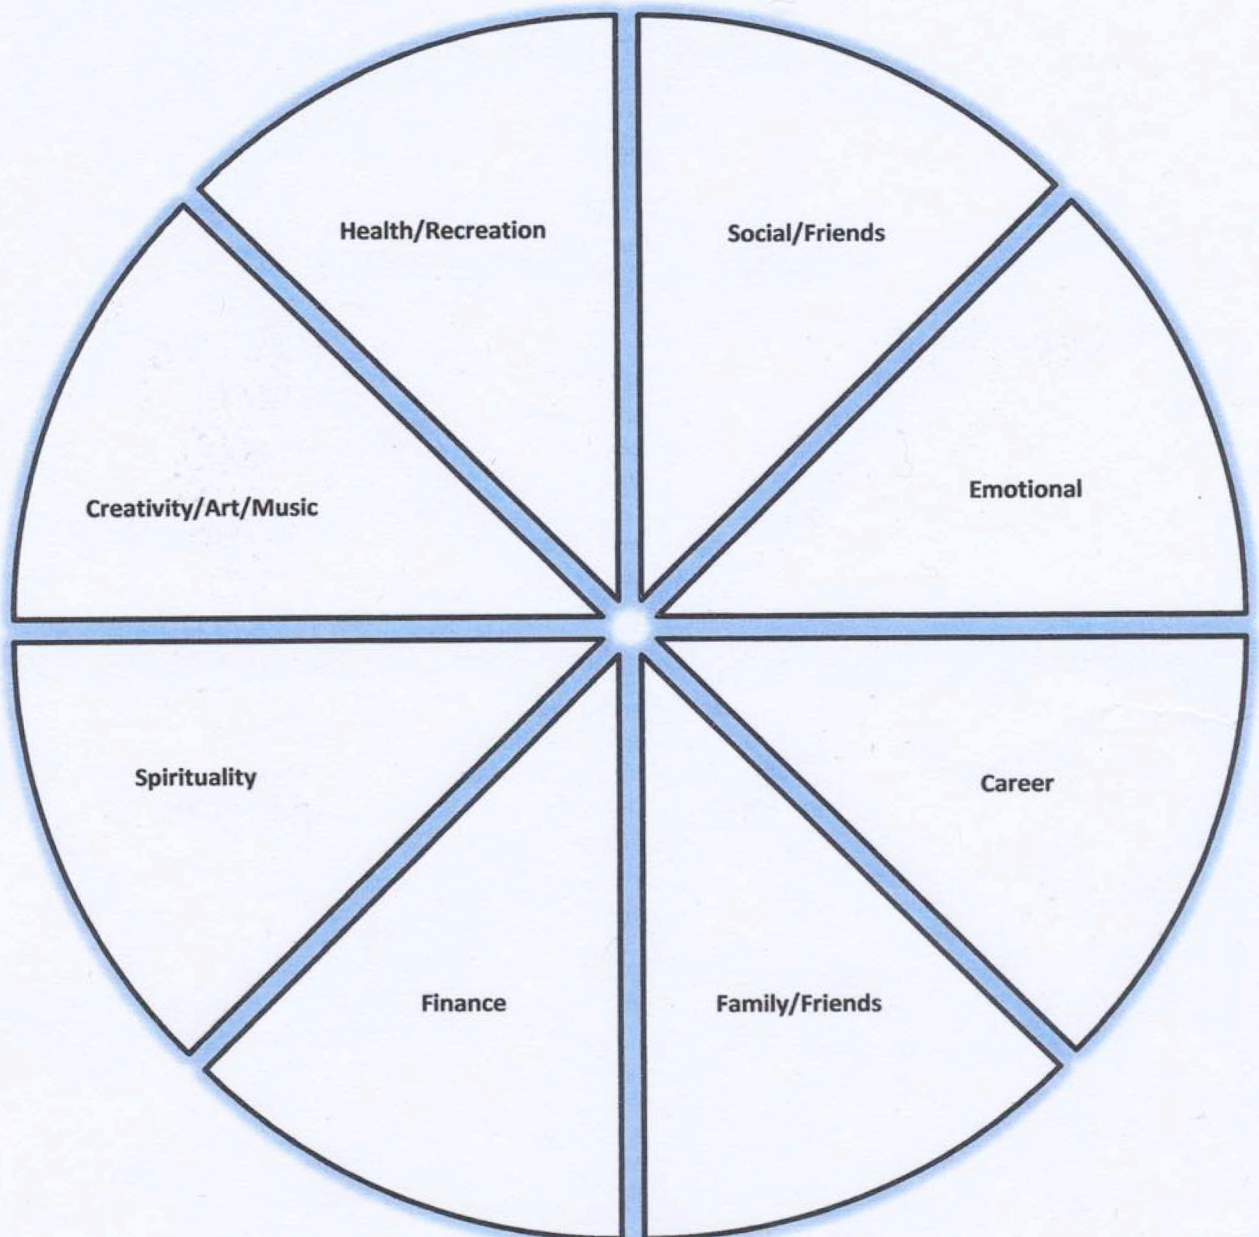 Health/Recreation
Social/Friends
Creativity/Art/Music
Emotional
Spirituality
Career
Finance
Family/Friends